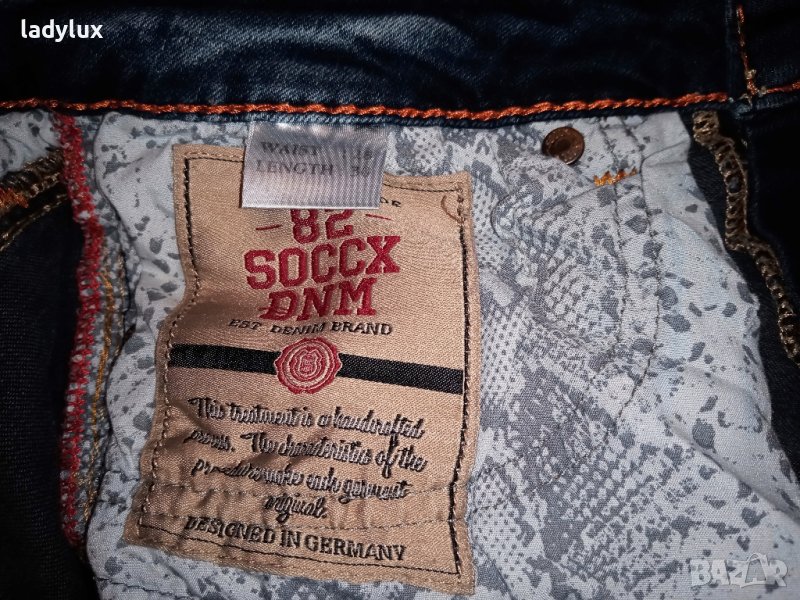 ladylux
WAIST
LENGTH
82
SOCCX
DNM
EST DENIM BRAND
This treatment is a handcrafted
process. The characteristics of the
procedure make each garment
original.
DESIGNED IN GERMANY
BAZAR